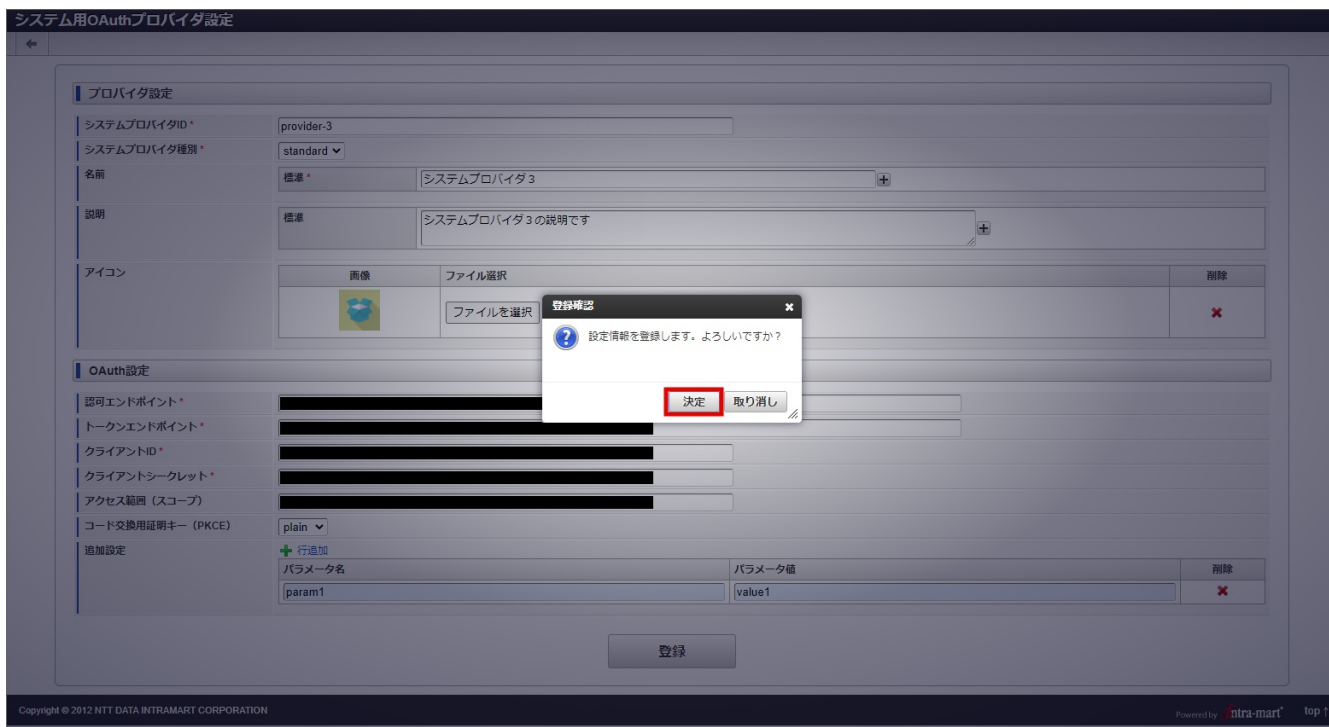 システム用OAuthプロバイダ設定
プロバイダ設定
システムプロバイダID *
provider-3
システムプロバイダ種別 *
standard
名前
標準 *
システムプロバイダ3
説明
標準
システムプロバイダ3の説明です
アイコン
画像
ファイル選択
削除
ファイルを選択
登録確認
設定情報を登録します。よろしいですか?
決定
取り消し
OAuth設定
認可エンドポイント *
トークンエンドポイント *
クライアントID *
クライアントシークレット *
アクセス範囲（スコープ）
コード交換用証明キー（PKCE）
plain
追加設定
行追加
パラメータ名
パラメータ値
削除
param1
value1
登録
Copyright © 2012 NTT DATA INTRAMART CORPORATION
Powered by intra-mart
top ↑